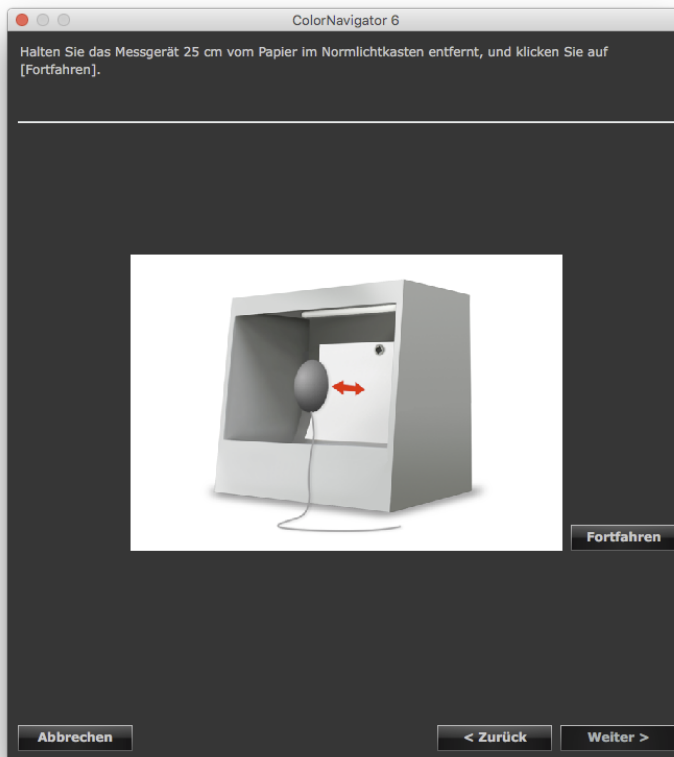 ColorNavigator 6
Halten Sie das Messgerät 25 cm vom Papier im Normlichtkasten entfernt, und klicken Sie auf
[Fortfahren].
Fortfahren
Abbrechen
< Zurück
Weiter >